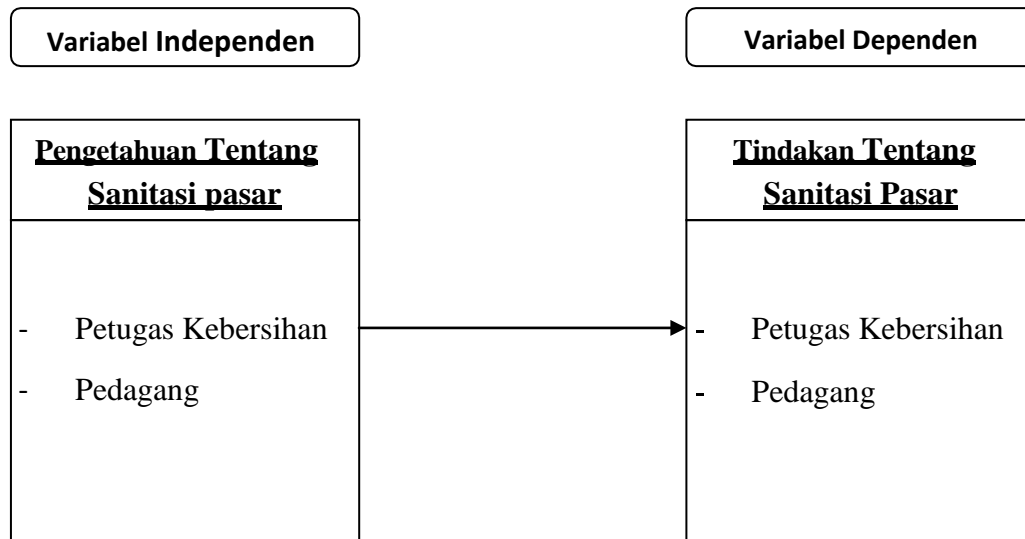 Variabel Independen
Variabel Dependen
Pengetahuan Tentang
Sanitasi pasar
- Petugas Kebersihan
- Pedagang
Tindakan Tentang
Sanitasi Pasar
- Petugas Kebersihan
- Pedagang